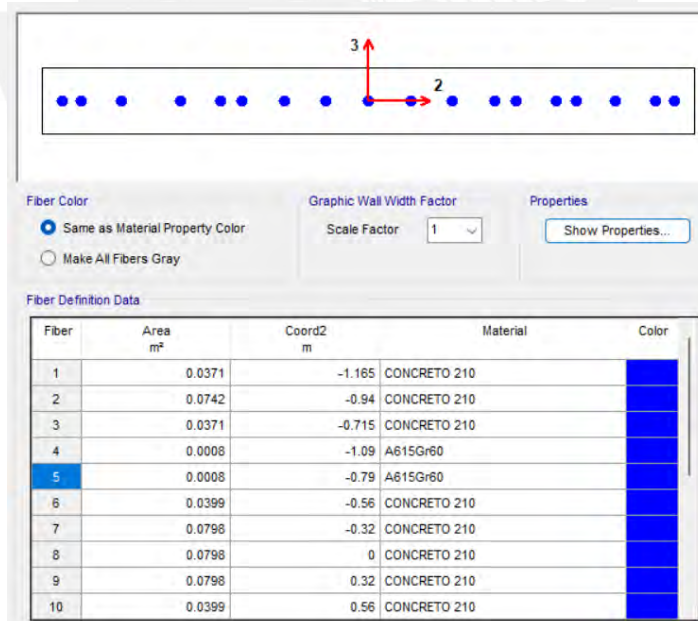 3
2
Fiber Color
Graphic Wall Width Factor
Properties
Same as Material Property Color
Scale Factor
1
Show Properties...
Make All Fibers Gray
Fiber Definition Data
Fiber Area Coord2 Material Color
m² m
1 0.0371 -1.165 CONCRETO 210
2 0.0742 -0.94 CONCRETO 210
3 0.0371 -0.715 CONCRETO 210
4 0.0008 -1.09 A615Gr60
5 0.0008 -0.79 A615Gr60
6 0.0399 -0.56 CONCRETO 210
7 0.0798 -0.32 CONCRETO 210
8 0.0798 0 CONCRETO 210
9 0.0798 0.32 CONCRETO 210
10 0.0399 0.56 CONCRETO 210